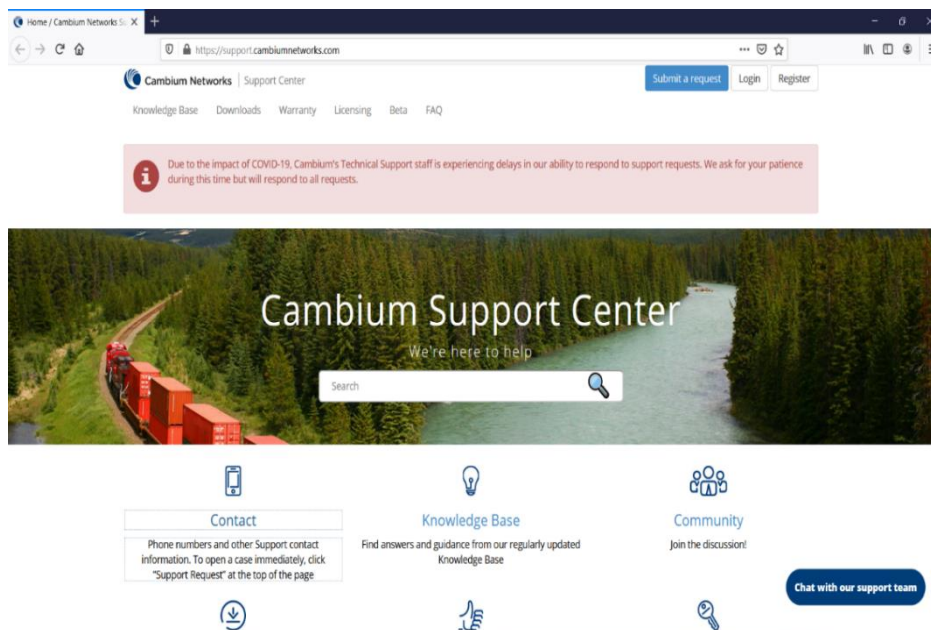 Home / Cambium Networks Su
https://support.cambiumnetworks.com
Cambium Networks | Support Center
Submit a request
Login
Register
Knowledge Base
Downloads
Warranty
Licensing
Beta
FAQ
Due to the impact of COVID-19, Cambium's Technical Support staff is experiencing delays in our ability to respond to support requests. We ask for your patience
during this time but will respond to all requests.
Cambium Support Center
We're here to help
Search
Contact
Phone numbers and other Support contact
information. To open a case immediately, click
"Support Request" at the top of the page
Knowledge Base
Find answers and guidance from our regularly updated
Knowledge Base
Community
Join the discussion!
Chat with our support team